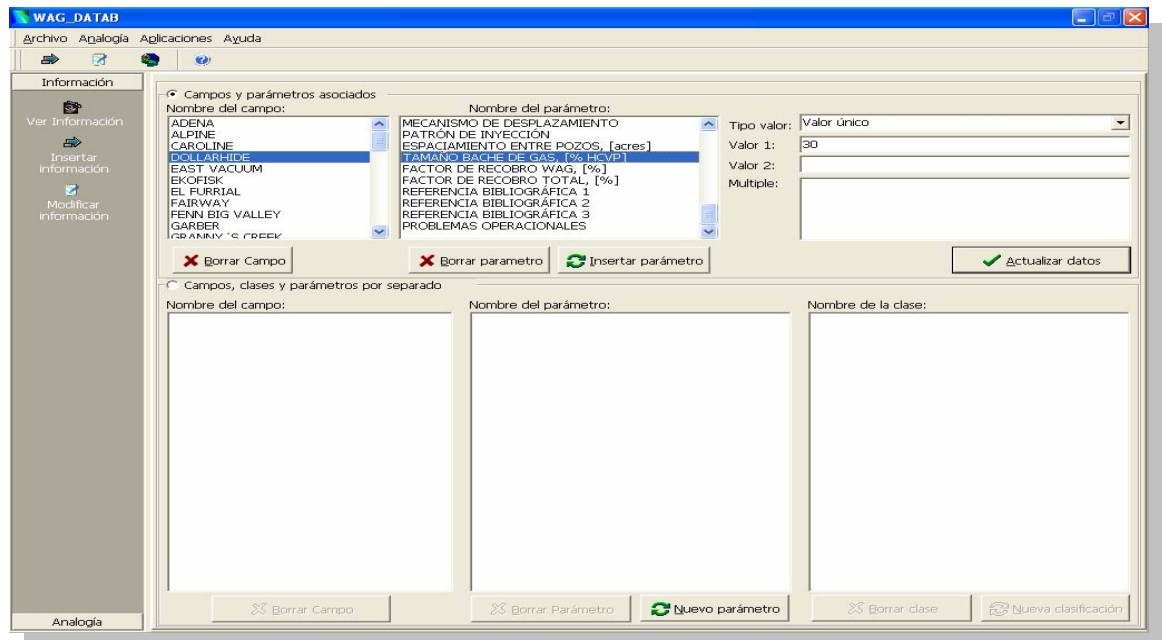 WAG_DATAB
Archivo Analogía Aplicaciones Ayuda
Información
Ver Información
Insertar
información
Modificar
información
Analogía
Campos y parámetros asociados
Nombre del campo:
ADENA
ALPINE
CAROLINE
DOLLARHIDE
EAST VACUUM
EKOFISK
EL FURRIAL
FAIRWAY
FENN BIG VALLEY
GARBER
GRANNY´S CREEK
Borrar Campo
Nombre del parámetro:
MECANISMO DE DESPLAZAMIENTO
PATRÓN DE INYECCIÓN
ESPACIAMIENTO ENTRE POZOS, [acres]
TAMAÑO BACHE DE GAS, [% HCVP]
FACTOR DE RECOBRO WAG, [%]
FACTOR DE RECOBRO TOTAL, [%]
REFERENCIA BIBLIOGRÁFICA 1
REFERENCIA BIBLIOGRÁFICA 2
REFERENCIA BIBLIOGRÁFICA 3
PROBLEMAS OPERACIONALES
Borrar parametro
Insertar parámetro
Tipo valor: Valor único
Valor 1: 30
Valor 2:
Multiple:
Actualizar datos
Campos, clases y parámetros por separado
Nombre del campo:
Nombre del parámetro:
Nombre de la clase:
Borrar Campo
Borrar Parámetro
Nuevo parámetro
Borrar clase
Nueva clasificación